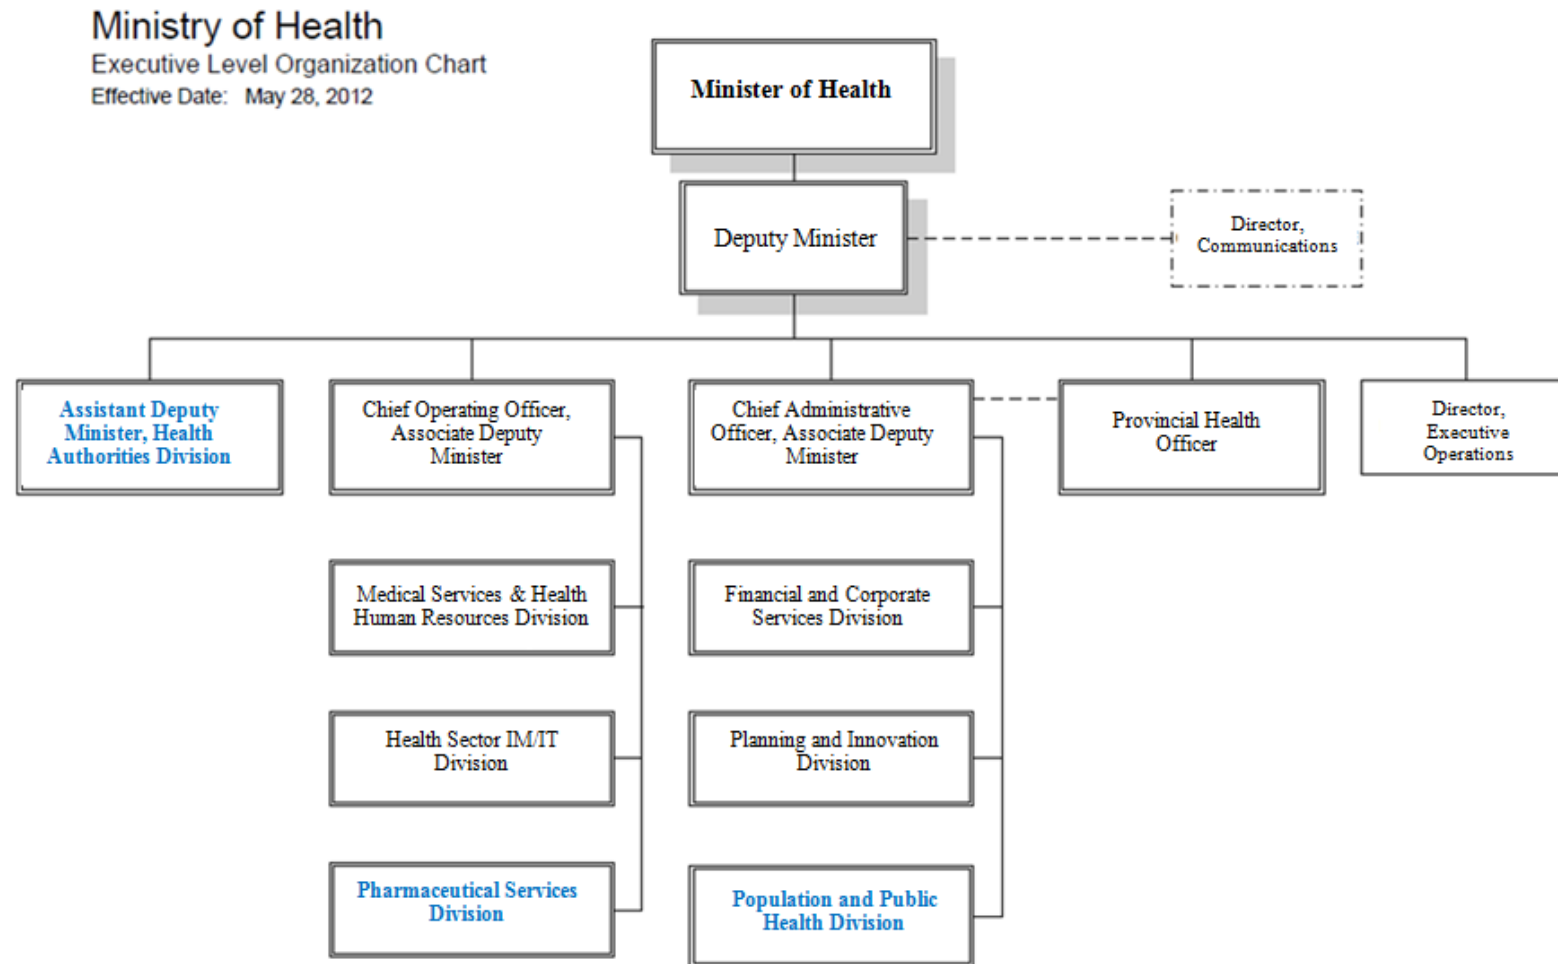 Ministry of Health
Executive Level Organization Chart
Effective Date: May 28, 2012
Minister of Health
Deputy Minister
Director,
Communications
Assistant Deputy
Minister, Health
Authorities Division
Chief Operating Officer,
Associate Deputy
Minister
Chief Administrative
Officer, Associate Deputy
Minister
Provincial Health
Officer
Director,
Executive
Operations
Medical Services & Health
Human Resources Division
Financial and Corporate
Services Division
Health Sector IM/IT
Division
Planning and Innovation
Division
Pharmaceutical Services
Division
Population and Public
Health Division